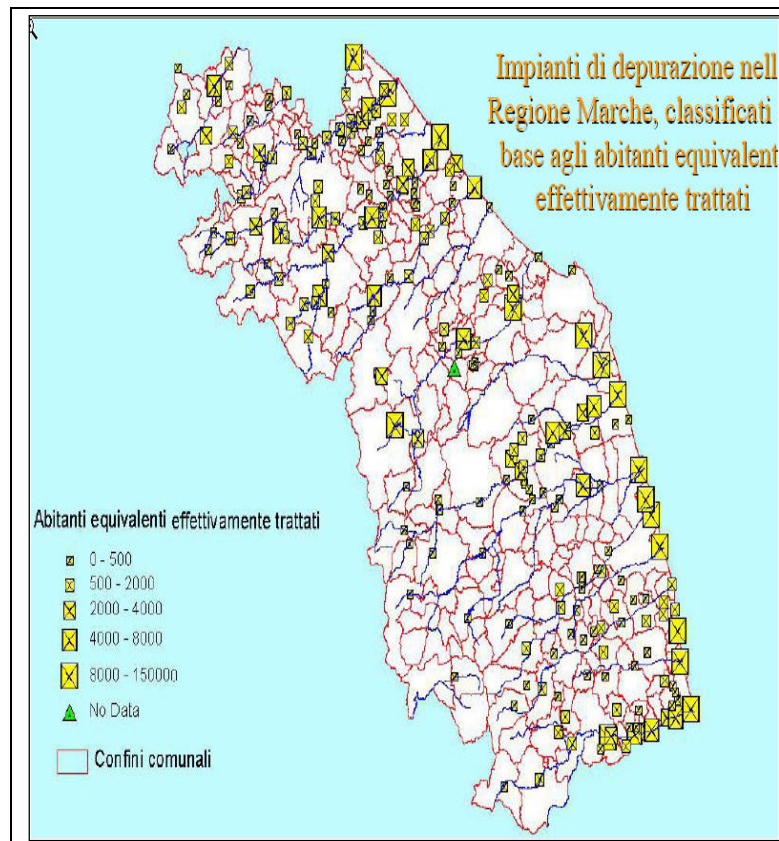 Impianti di depurazione nell
Regione Marche, classificati
base agli abitanti equivalent
effettivamente trattati
Abitanti equivalenti effettivamente trattati
0 - 500
500 - 2000
2000 - 4000
4000 - 8000
8000 - 150000
No Data
Confini comunali